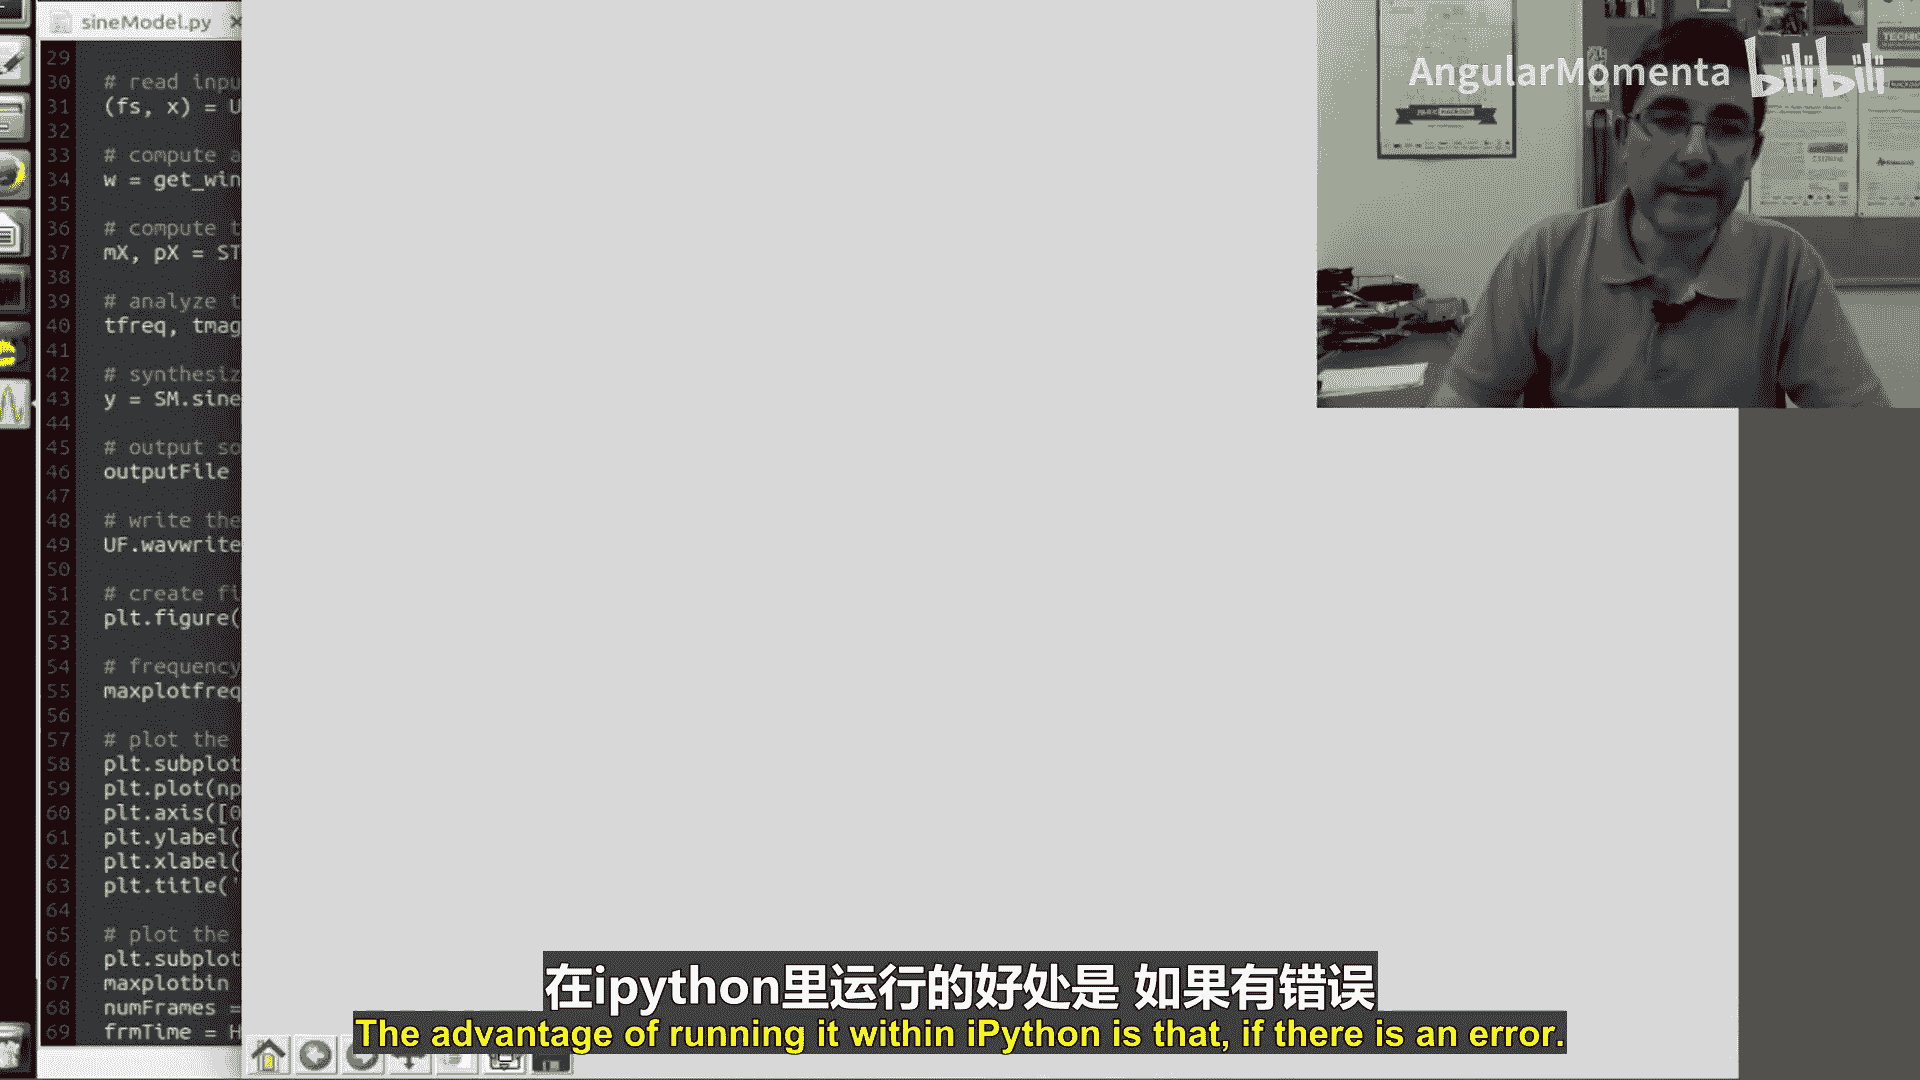 sineModel.py
29
30 # read inpu
31 (fs, x) = U
32
33 # compute a
34 w = get_win
35
36 # compute t
37 mX, pX = ST
38
39 # analyze t
40 tfreq, tmag
41
42 # synthesiz
43 y = SM.sine
44
45 # output so
46 outputFile
47
48 # write the
49 UF.wavwrite
50
51 # create fi
52 plt.figure(
53
54 # frequency
55 maxplotfreq
56
57 # plot the
58 plt.subplot
59 plt.plot(np
60 plt.axis([0
61 plt.ylabel(
62 plt.xlabel(
63 plt.title('
64
65 # plot the
66 plt.subplot
67 maxplotbin
68 numFrames =
69 frmTime = H
AngularMomenta bilibili
TECNIO
在ipython里运行的好处是 如果有错误
The advantage of running it within iPython is that, if there is an error.